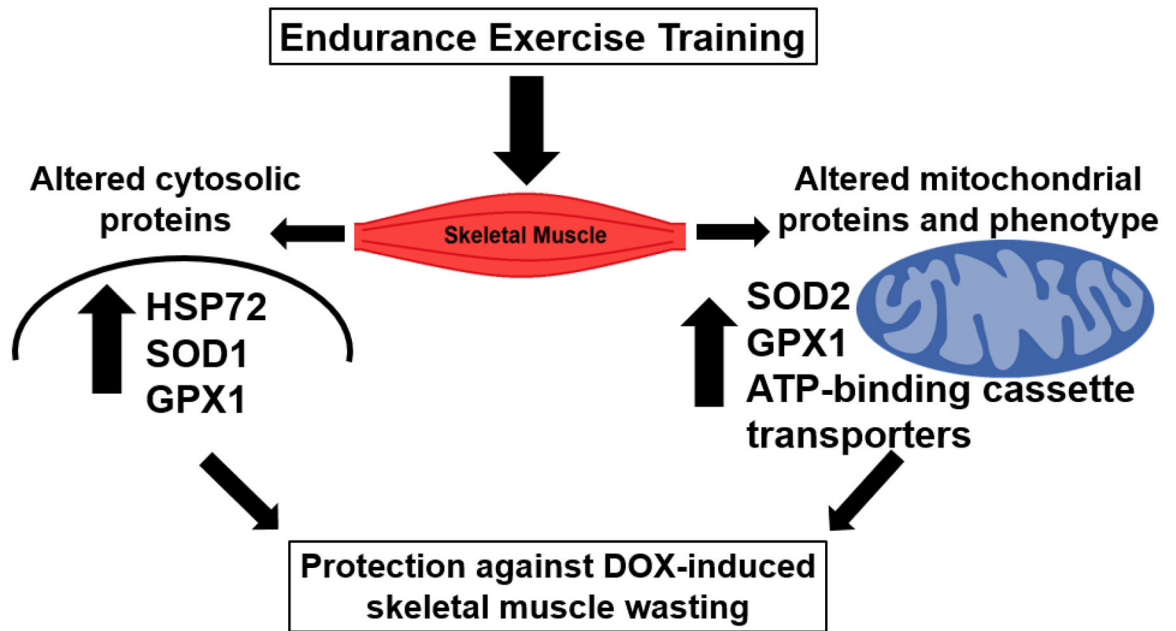 Endurance Exercise Training
Altered cytosolic
proteins
Skeletal Muscle
Altered mitochondrial
proteins and phenotype
HSP72
SOD1
GPX1
SOD2
GPX1
ATP-binding cassette
transporters
Protection against DOX-induced
skeletal muscle wasting